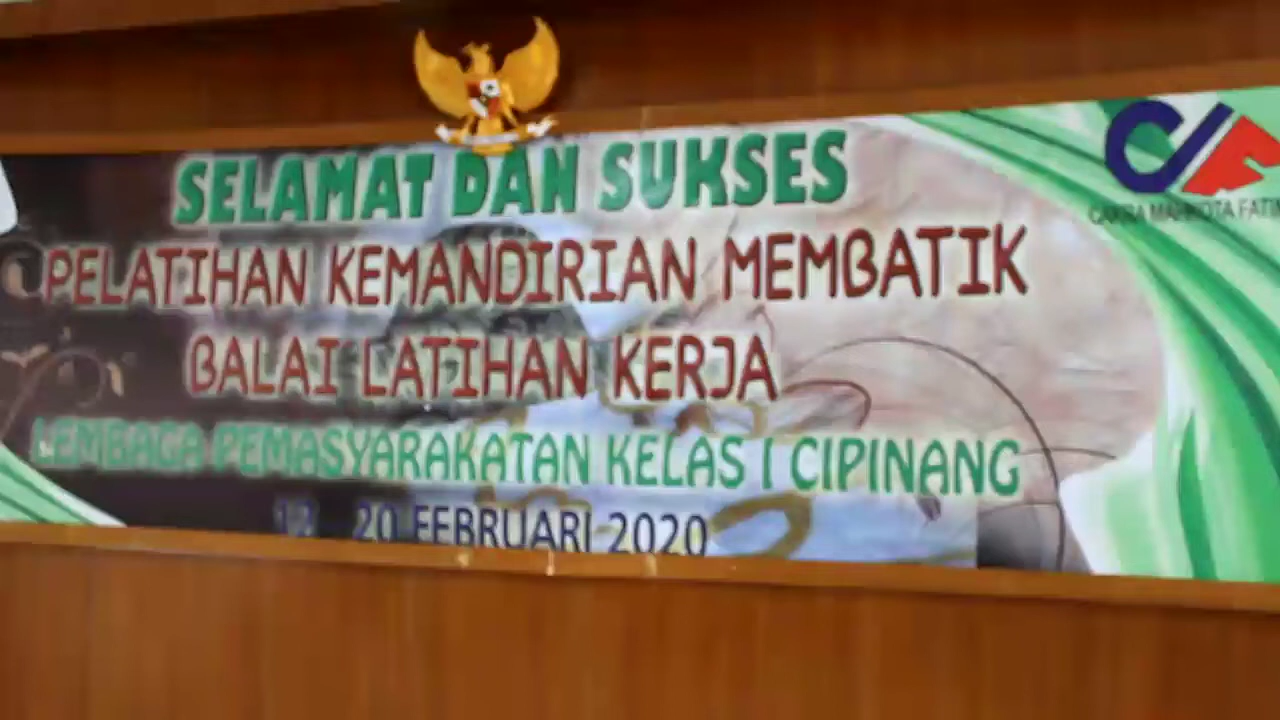 SELAMAT DAN SUKSES
PELATIHAN KEMANDIRIAN MEMBATIK
BALAI LATIHAN KERJA
LEMBAGA PEMASYARAKATAN KELAS I CIPINANG
20 FEBRUARI 2020